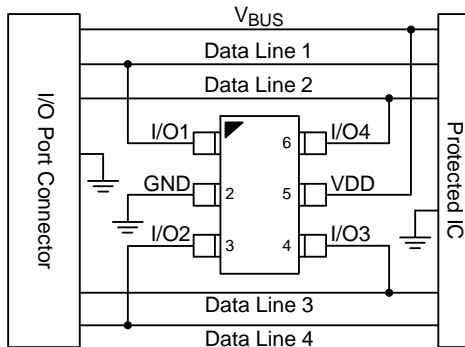 VBUS
Data Line 1
Data Line 2
I/O1
6
I/O4
GND
2
5
VDD
I/O2
3
4
I/O3
Data Line 3
Data Line 4
I/O Port Connector
Protected IC